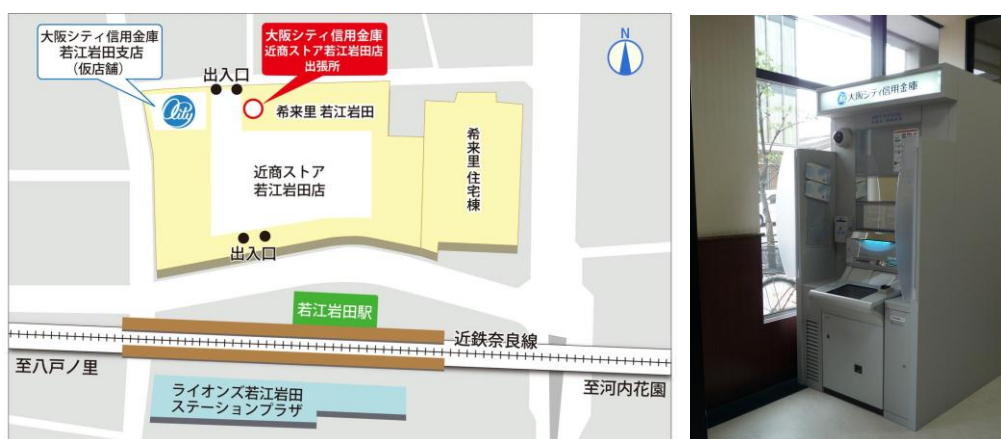 大阪シティ信用金庫
若江岩田支店
（仮店舗）
大阪シティ信用金庫
近商ストア若江岩田店
出張所
N
出入口
City
希来里 若江岩田
近商ストア
若江岩田店
希来里 住宅棟
出入口
若江岩田駅
近鉄奈良線
至八戸ノ里
至河内花園
ライオンズ若江岩田
ステーションプラザ
大阪シティ信用金庫